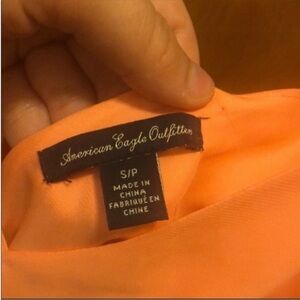 American Eagle Outfitters
S/P
MADE IN
CHINA
FABRIQUÉ EN
CHINE